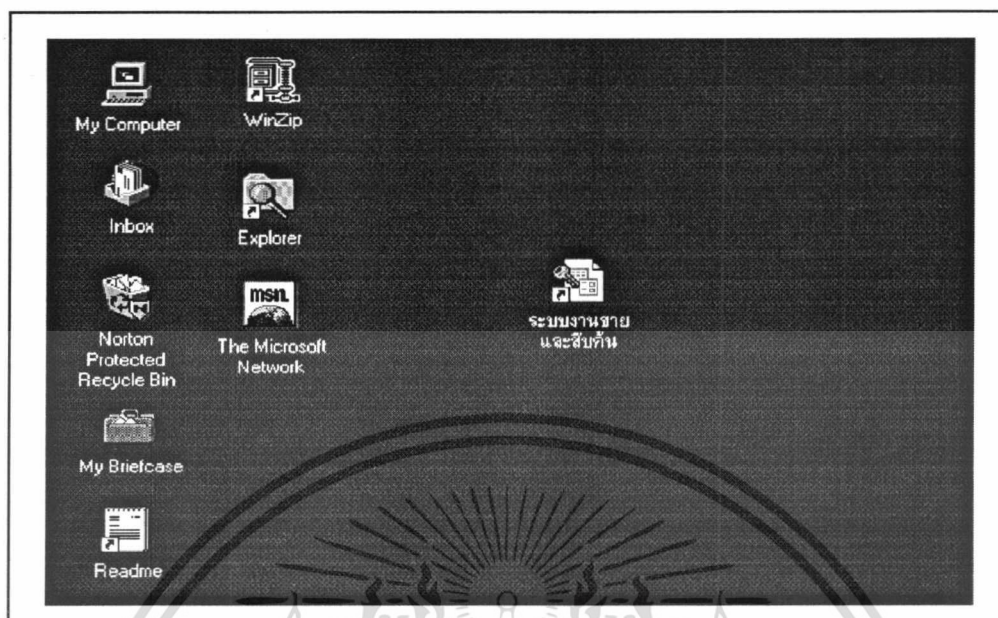 My Computer
WinZip
Inbox
Explorer
Norton
Protected
Recycle Bin
msn.
The Microsoft
Network
ระบบงานขาย
และสืบค้น
My Briefcase
Readme